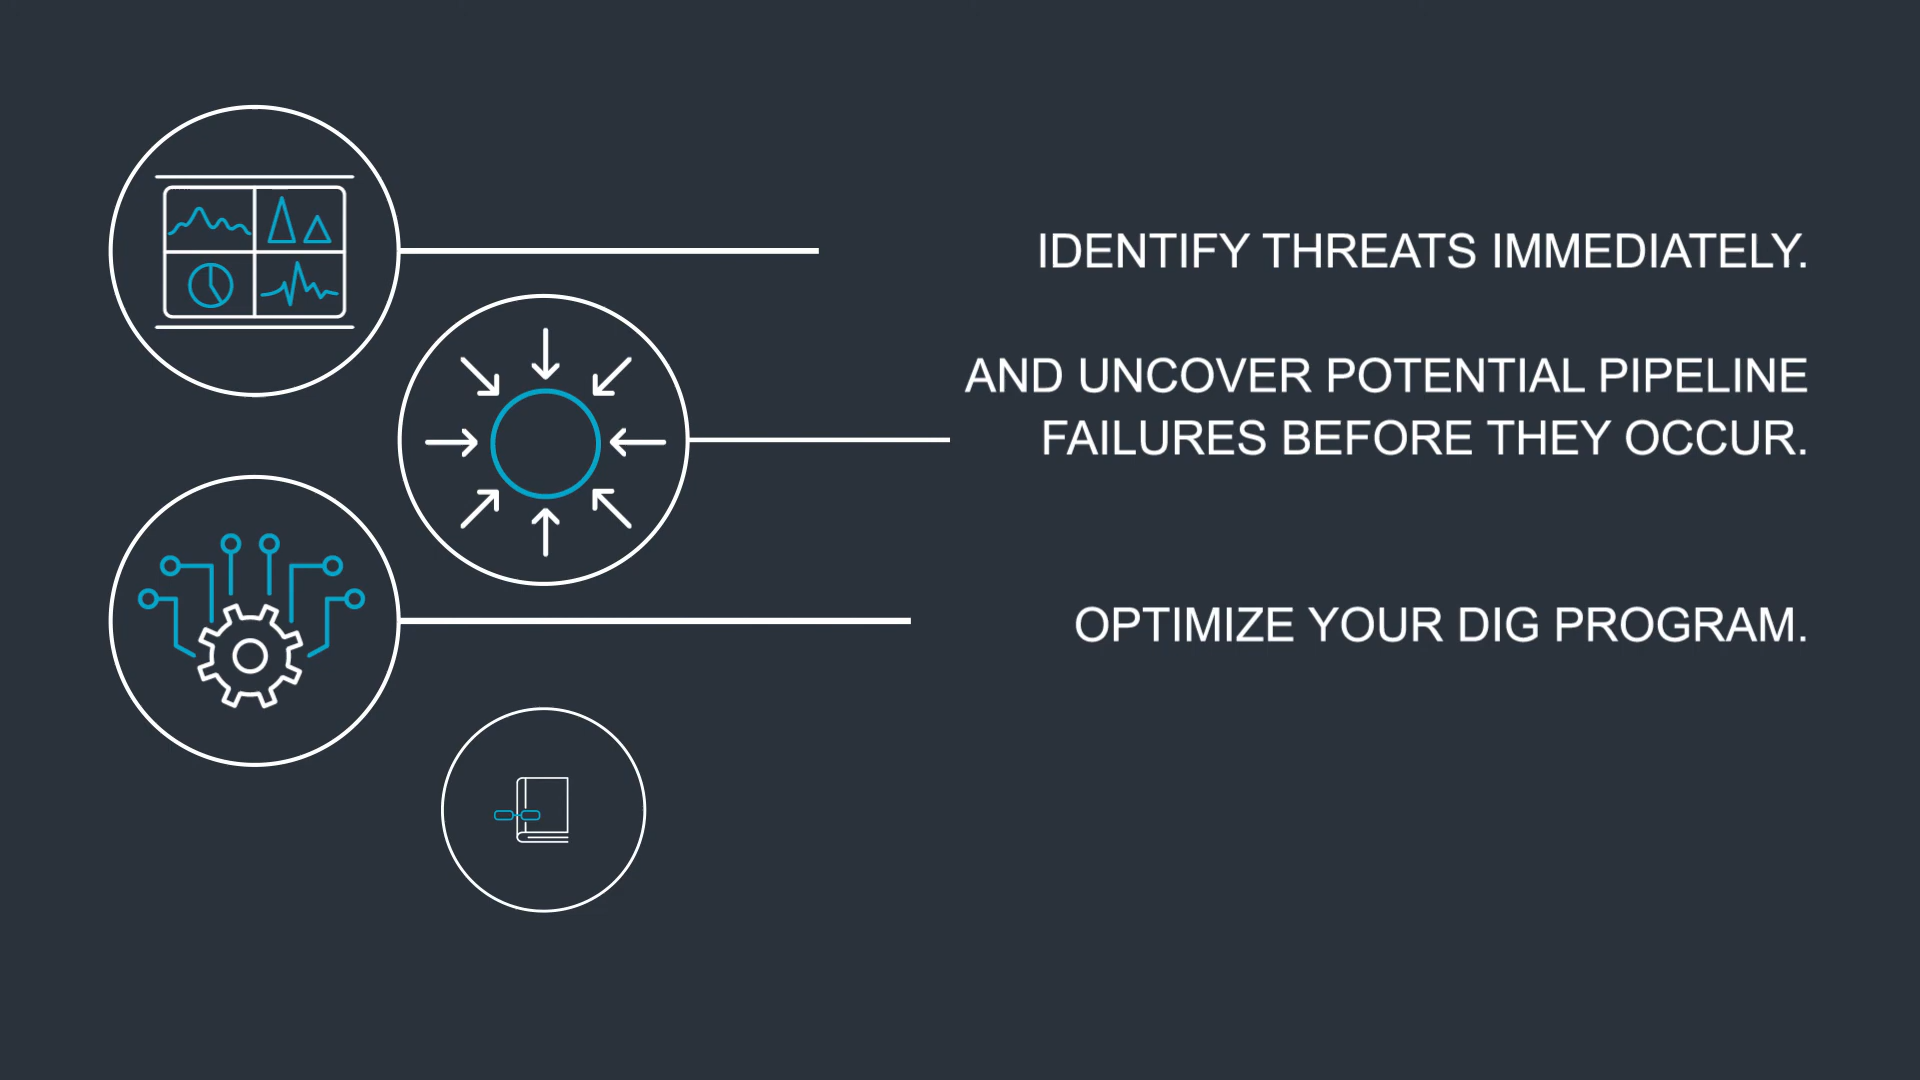 IDENTIFY THREATS IMMEDIATELY.
AND UNCOVER POTENTIAL PIPELINE
FAILURES BEFORE THEY OCCUR.
OPTIMIZE YOUR DIG PROGRAM.